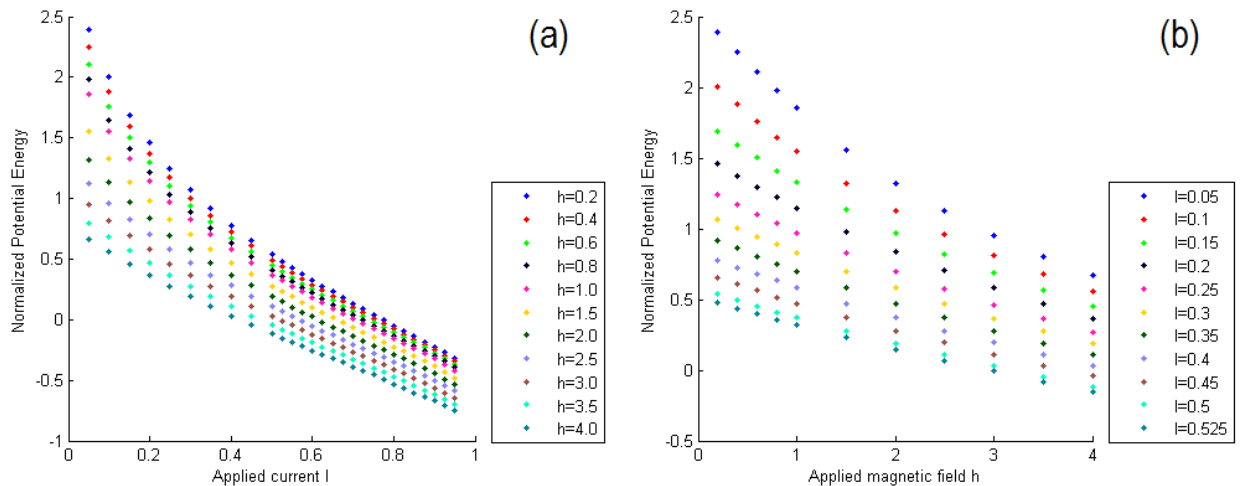 (a)
Normalized Potential Energy
2.5
2
1.5
1
0.5
0
-0.5
-1
0
0.2
0.4
0.6
0.8
1
Applied current I
h=0.2
h=0.4
h=0.6
h=0.8
h=1.0
h=1.5
h=2.0
h=2.5
h=3.0
h=3.5
h=4.0
(b)
Normalized Potential Energy
2.5
2
1.5
1
0.5
0
-0.5
0
1
2
3
4
Applied magnetic field h
I=0.05
I=0.1
I=0.15
I=0.2
I=0.25
I=0.3
I=0.35
I=0.4
I=0.45
I=0.5
I=0.525